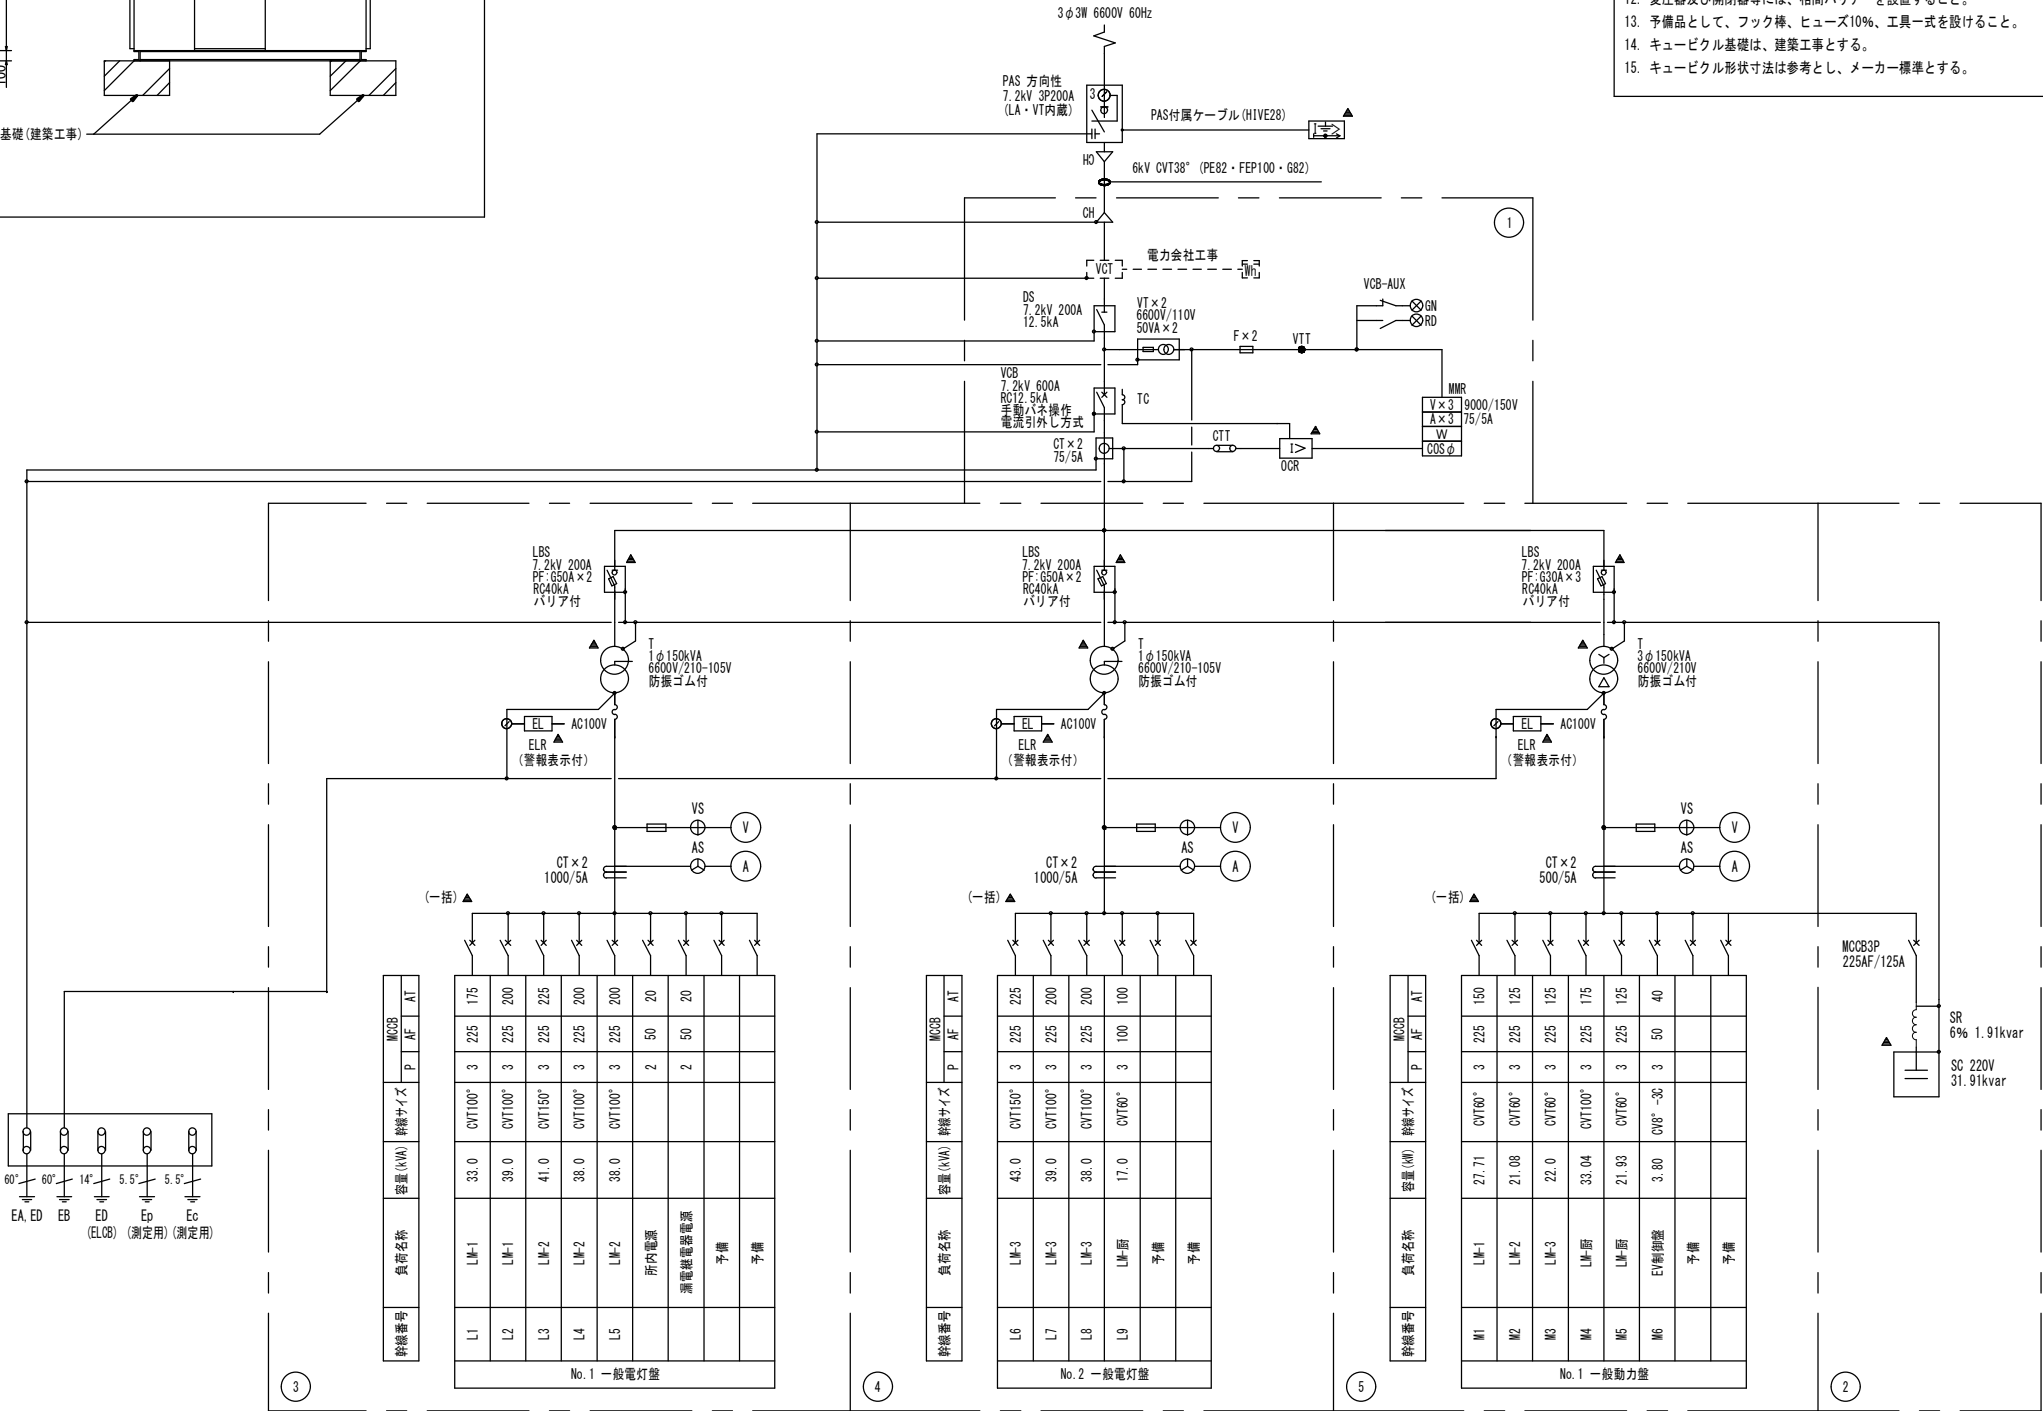 100
基礎(建築工事)
13. 予備品として、フック棒、ヒューズ10%、工具一式を設けること。
14. キュービクル基礎は、建築工事とする。
15. キュービクル形状寸法は参考とし、メーカー標準とする。
3φ3W 6600V 60Hz
PAS 方向性
7.2kV 3P200A
(LA・VT内蔵)
3
PAS付属ケーブル(HIVE28)
I
HO
6kV CVT38° (PE82・FEP100・G82)
CH
1
電力会社工事
VCT
Wh
DS
7.2kV 200A
12.5kA
VT×2
6600V/110V
50VA×2
F×2
VTT
VCB-AUX
GN
RD
VCB
7.2kV 600A
RC12.5kA
手動バネ操作
電流引外し方式
TC
MMR
V×3 9000/150V
A×3 75/5A
W
COSφ
CT×2
75/5A
CTT
I>
OCR
LBS
7.2kV 200A
PF:G50A×2
RC40kA
バリア付
LBS
7.2kV 200A
PF:G50A×2
RC40kA
バリア付
LBS
7.2kV 200A
PF:G30A×3
RC40kA
バリア付
T
1φ150kVA
6600V/210-105V
防振ゴム付
T
1φ150kVA
6600V/210-105V
防振ゴム付
T
3φ150kVA
6600V/210V
防振ゴム付
EL AC100V
ELR
(警報表示付)
EL AC100V
ELR
(警報表示付)
EL AC100V
ELR
(警報表示付)
VS
V
AS
A
CT×2
1000/5A
V
AS
A
CT×2
1000/5A
VS
V
AS
A
CT×2
500/5A
(一括)
(一括)
(一括)
MCCB3P
225AF/125A
SR
6% 1.91kvar
SC 220V
31.91kvar
60° 60° 14° 5.5° 5.5°
EA,ED EB ED Ep Ec
(ELCB) (測定用) (測定用)
幹線番号 負荷名称 容量(kVA) 幹線サイズ MCCB P AF AT
L1 LM-1 33.0 CVT100° 3 225 175
L2 LM-1 39.0 CVT100° 3 225 200
L3 LM-2 41.0 CVT150° 3 225 225
L4 LM-2 38.0 CVT100° 3 225 200
L5 LM-2 38.0 CVT100° 3 225 200
所内電源 2 50 20
漏電継電器電源 2 50 20
予備
予備
No.1 一般電灯盤
3
幹線番号 負荷名称 容量(kVA) 幹線サイズ MCCB P AF AT
L6 LM-3 43.0 CVT150° 3 225 225
L7 LM-3 39.0 CVT100° 3 225 200
L8 LM-3 38.0 CVT100° 3 225 200
L9 LM-厨 17.0 CVT60° 3 100 100
予備
予備
No.2 一般電灯盤
4
幹線番号 負荷名称 容量(kW) 幹線サイズ MCCB P AF AT
M1 LM-1 27.71 CVT60° 3 225 150
M2 LM-2 21.08 CVT60° 3 225 125
M3 LM-3 22.0 CVT60° 3 225 125
M4 LM-厨 33.04 CVT100° 3 225 175
M5 LM-厨 21.93 CVT60° 3 225 125
M6 EV制御盤 3.80 CV8°-3C 3 50 40
予備
予備
No.1 一般動力盤
5
2